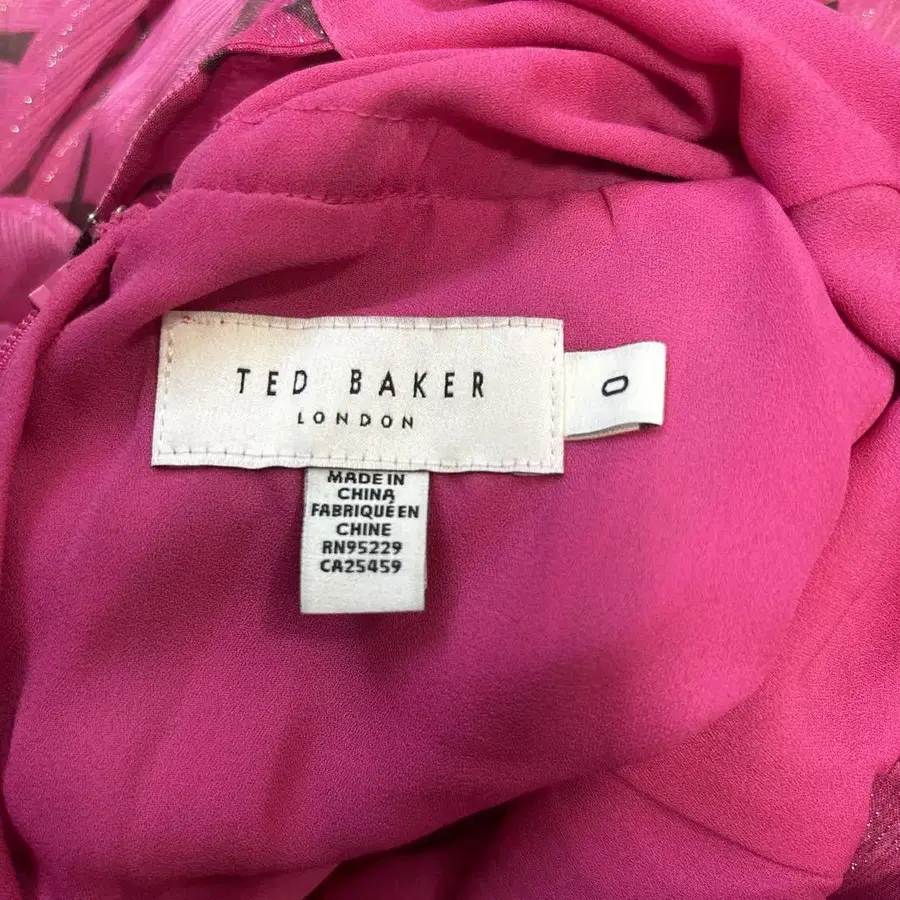 TED BAKER
LONDON
0
MADE IN
CHINA
FABRIQUÉ EN
CHINE
RN95229
CA25459